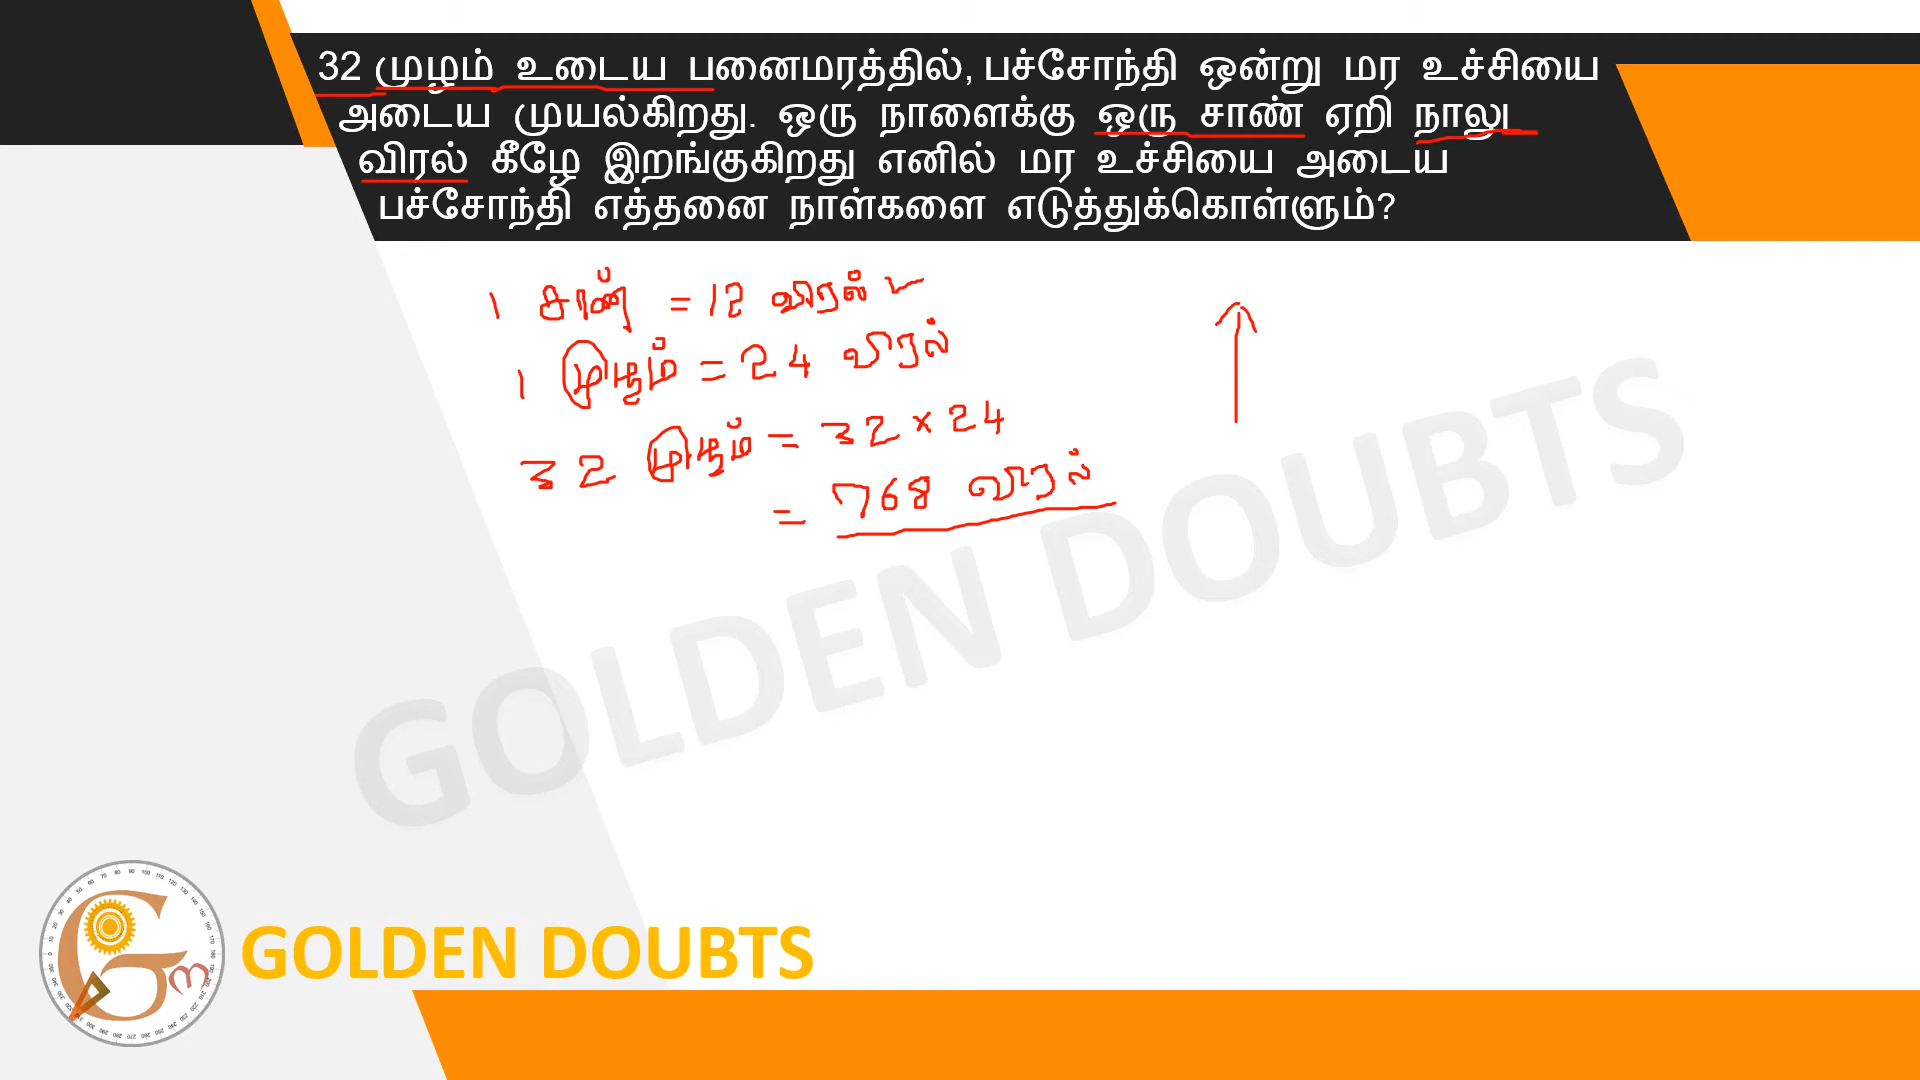 32 முழம் உடைய பனைமரத்தில், பச்சோந்தி ஒன்று மர உச்சியை
அடைய முயல்கிறது. ஒரு நாளைக்கு ஒரு சாண் ஏறி நாலு
விரல் கீழே இறங்குகிறது எனில் மர உச்சியை அடைய
பச்சோந்தி எத்தனை நாள்களை எடுத்துக்கொள்ளும்?
1 சாண் = 12 விரல்
1 முழம் = 24 விரல்
32 முழம் = 32 × 24
= 768 விரல்
GOLDEN DOUBTS
GOLDEN DOUBTS